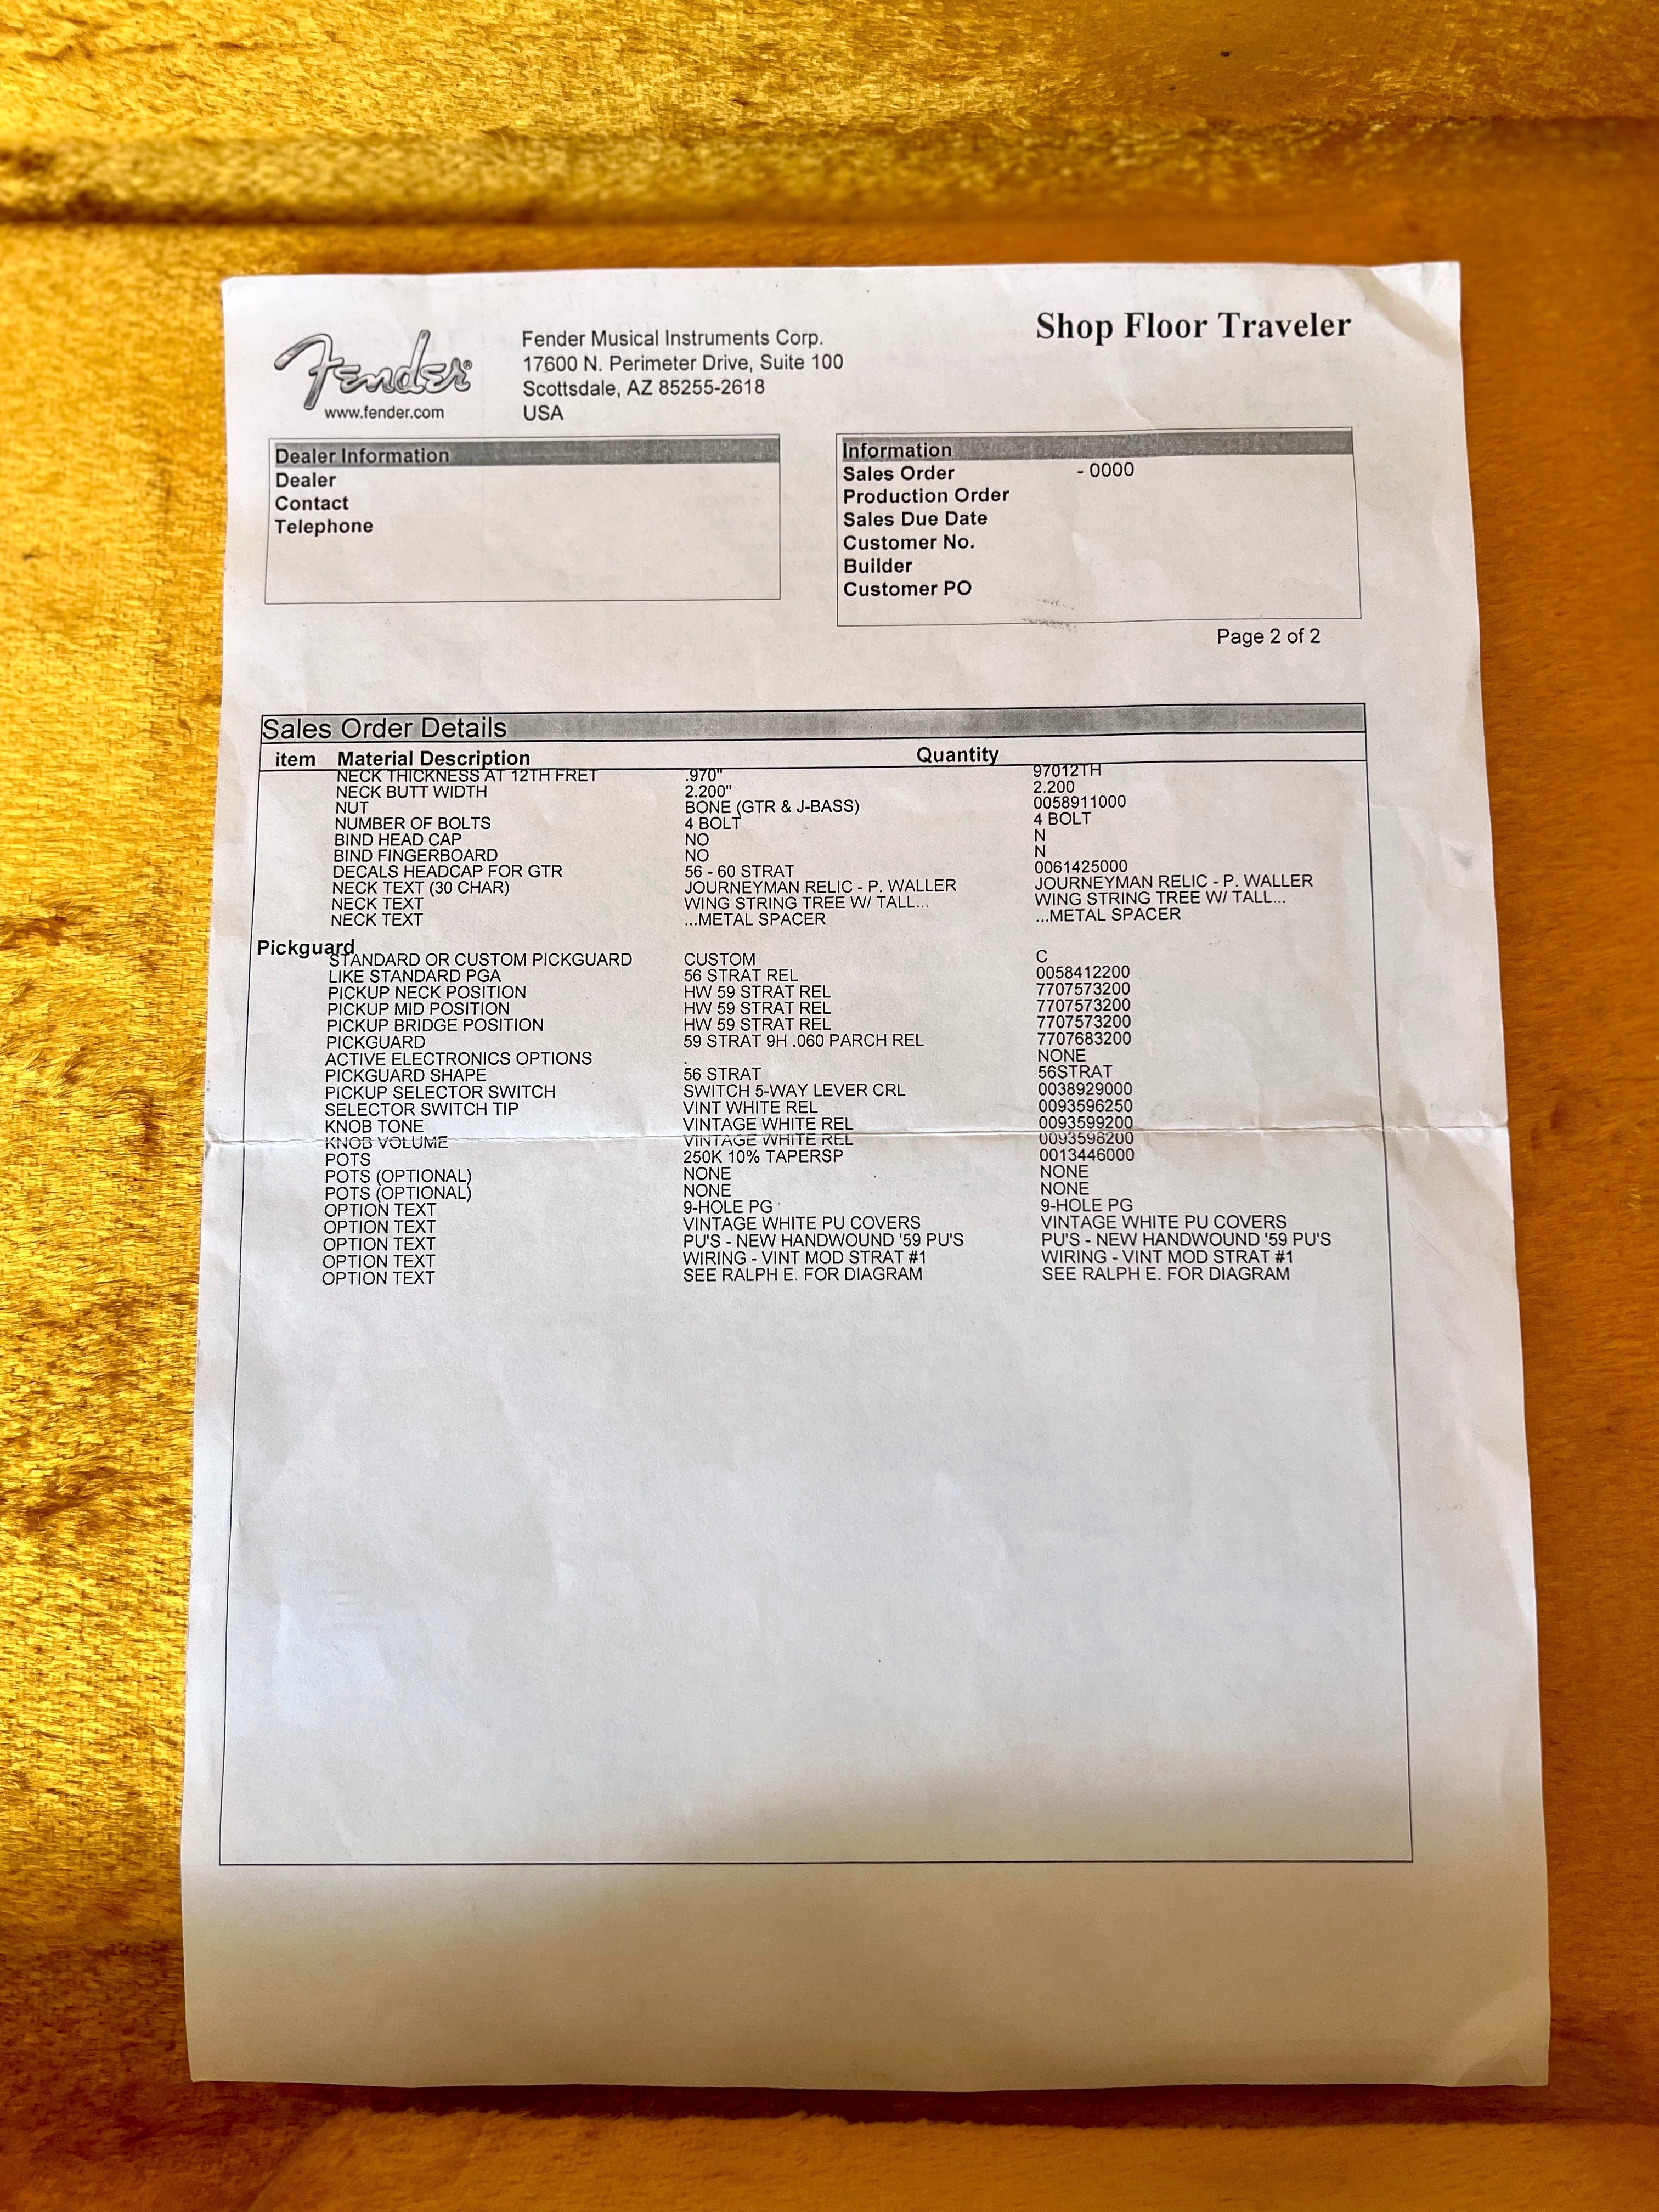 Fender®
www.fender.com
Fender Musical Instruments Corp.
17600 N. Perimeter Drive, Suite 100
Scottsdale, AZ 85255-2618
USA
Shop Floor Traveler
Dealer Information
Dealer
Contact
Telephone
Information
Sales Order - 0000
Production Order
Sales Due Date
Customer No.
Builder
Customer PO
Page 2 of 2
Sales Order Details
item Material Description Quantity
NECK THICKNESS AT 12TH FRET .970" 97012TH
NECK BUTT WIDTH 2.200" 2.200
NUT BONE (GTR & J-BASS) 0058911000
NUMBER OF BOLTS 4 BOLT 4 BOLT
BIND HEAD CAP NO N
BIND FINGERBOARD NO N
DECALS HEADCAP FOR GTR 56 - 60 STRAT 0061425000
NECK TEXT (30 CHAR) JOURNEYMAN RELIC - P. WALLER JOURNEYMAN RELIC - P. WALLER
NECK TEXT WING STRING TREE W/ TALL... WING STRING TREE W/ TALL...
NECK TEXT ...METAL SPACER ...METAL SPACER
Pickguard
STANDARD OR CUSTOM PICKGUARD CUSTOM C
LIKE STANDARD PGA 56 STRAT REL 0058412200
PICKUP NECK POSITION HW 59 STRAT REL 7707573200
PICKUP MID POSITION HW 59 STRAT REL 7707573200
PICKUP BRIDGE POSITION HW 59 STRAT REL 7707573200
PICKGUARD 59 STRAT 9H .060 PARCH REL 7707683200
ACTIVE ELECTRONICS OPTIONS . NONE
PICKGUARD SHAPE 56 STRAT 56STRAT
PICKUP SELECTOR SWITCH SWITCH 5-WAY LEVER CRL 0038929000
SELECTOR SWITCH TIP VINT WHITE REL 0093596250
KNOB TONE VINTAGE WHITE REL 0093599200
KNOB VOLUME VINTAGE WHITE REL 0093598200
POTS 250K 10% TAPERSP 0013446000
POTS (OPTIONAL) NONE NONE
POTS (OPTIONAL) NONE NONE
OPTION TEXT 9-HOLE PG 9-HOLE PG
OPTION TEXT VINTAGE WHITE PU COVERS VINTAGE WHITE PU COVERS
OPTION TEXT PU'S - NEW HANDWOUND '59 PU'S PU'S - NEW HANDWOUND '59 PU'S
OPTION TEXT WIRING - VINT MOD STRAT #1 WIRING - VINT MOD STRAT #1
OPTION TEXT SEE RALPH E. FOR DIAGRAM SEE RALPH E. FOR DIAGRAM